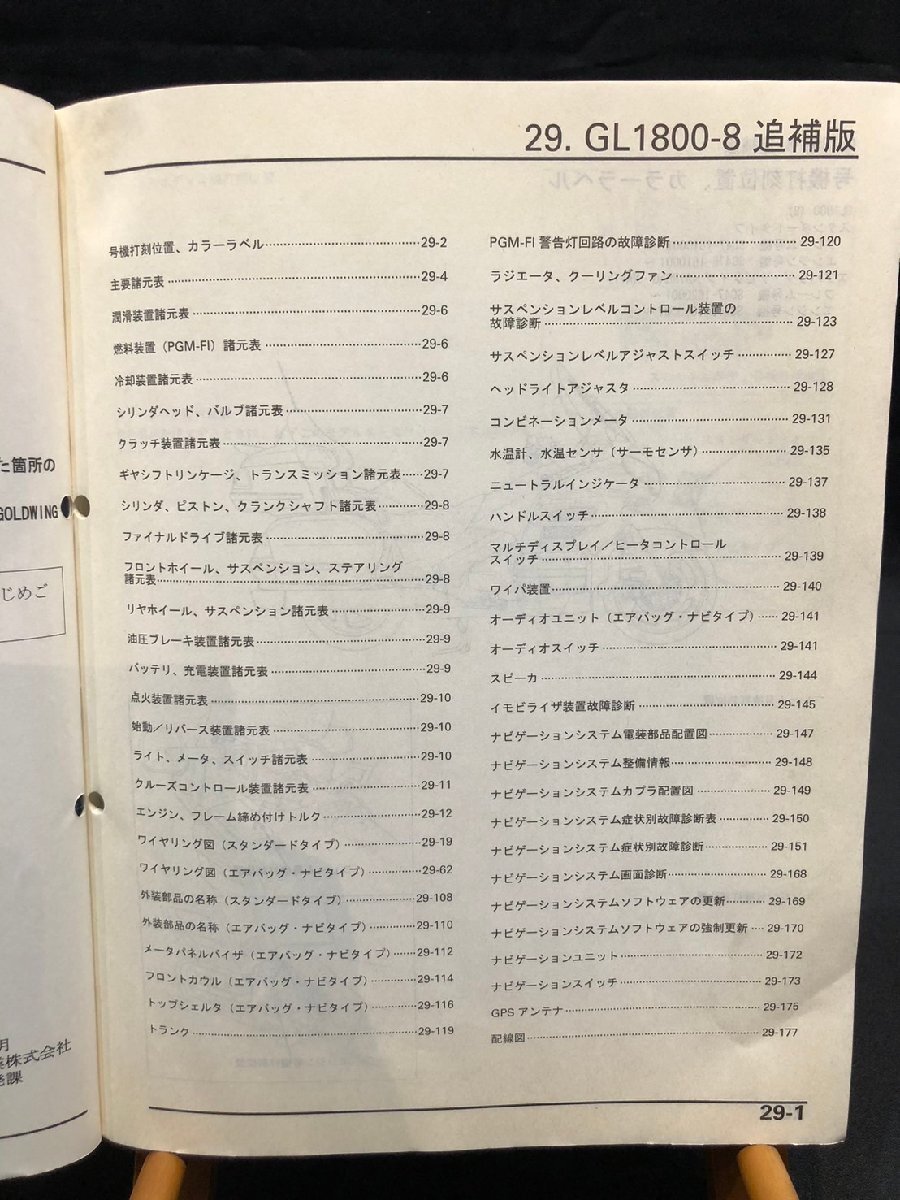 29. GL1800-8 追補版
号機打刻位置、カラーラベル 29-2
主要諸元表 29-4
潤滑装置諸元表 29-6
燃料装置（PGM-FI）諸元表 29-6
冷却装置諸元表 29-6
シリンダヘッド、バルブ諸元表 29-7
クラッチ装置諸元表 29-7
ギヤシフトリンケージ、トランスミッション諸元表 29-7
シリンダ、ピストン、クランクシャフト諸元表 29-8
ファイナルドライブ諸元表 29-8
フロントホイール、サスペンション、ステアリング
諸元表 29-8
リヤホイール、サスペンション諸元表 29-9
油圧ブレーキ装置諸元表 29-9
バッテリ、充電装置諸元表 29-9
点火装置諸元表 29-10
始動／リバース装置諸元表 29-10
ライト、メータ、スイッチ諸元表 29-10
クルーズコントロール装置諸元表 29-11
エンジン、フレーム締め付けトルク 29-12
ワイヤリング図（スタンダードタイプ） 29-19
ワイヤリング図（エアバッグ・ナビタイプ） 29-62
外装部品の名称（スタンダードタイプ） 29-108
外装部品の名称（エアバッグ・ナビタイプ） 29-110
メータパネルバイザ（エアバッグ・ナビタイプ） 29-112
フロントカウル（エアバッグ・ナビタイプ） 29-114
トップシェルタ（エアバッグ・ナビタイプ） 29-116
トランク 29-119
PGM-FI 警告灯回路の故障診断 29-120
ラジエータ、クーリングファン 29-121
サスペンションレベルコントロール装置の
故障診断 29-123
サスペンションレベルアジャストスイッチ 29-127
ヘッドライトアジャスタ 29-128
コンビネーションメータ 29-131
水温計、水温センサ（サーモセンサ） 29-135
ニュートラルインジケータ 29-137
ハンドルスイッチ 29-138
マルチディスプレイ／ヒータコントロール
スイッチ 29-139
ワイパ装置 29-140
オーディオユニット（エアバッグ・ナビタイプ） 29-141
オーディオスイッチ 29-141
スピーカ 29-144
イモビライザ装置故障診断 29-145
ナビゲーションシステム電装部品配置図 29-147
ナビゲーションシステム整備情報 29-148
ナビゲーションシステムカプラ配置図 29-149
ナビゲーションシステム症状別故障診断表 29-150
ナビゲーションシステム症状別故障診断 29-151
ナビゲーションシステム画面診断 29-168
ナビゲーションシステムソフトウェアの更新 29-169
ナビゲーションシステムソフトウェアの強制更新 29-170
ナビゲーションユニット 29-172
ナビゲーションスイッチ 29-173
GPS アンテナ 29-175
配線図 29-177
29-1
た箇所の
GOLDWING
じめご
月
株式会社
課